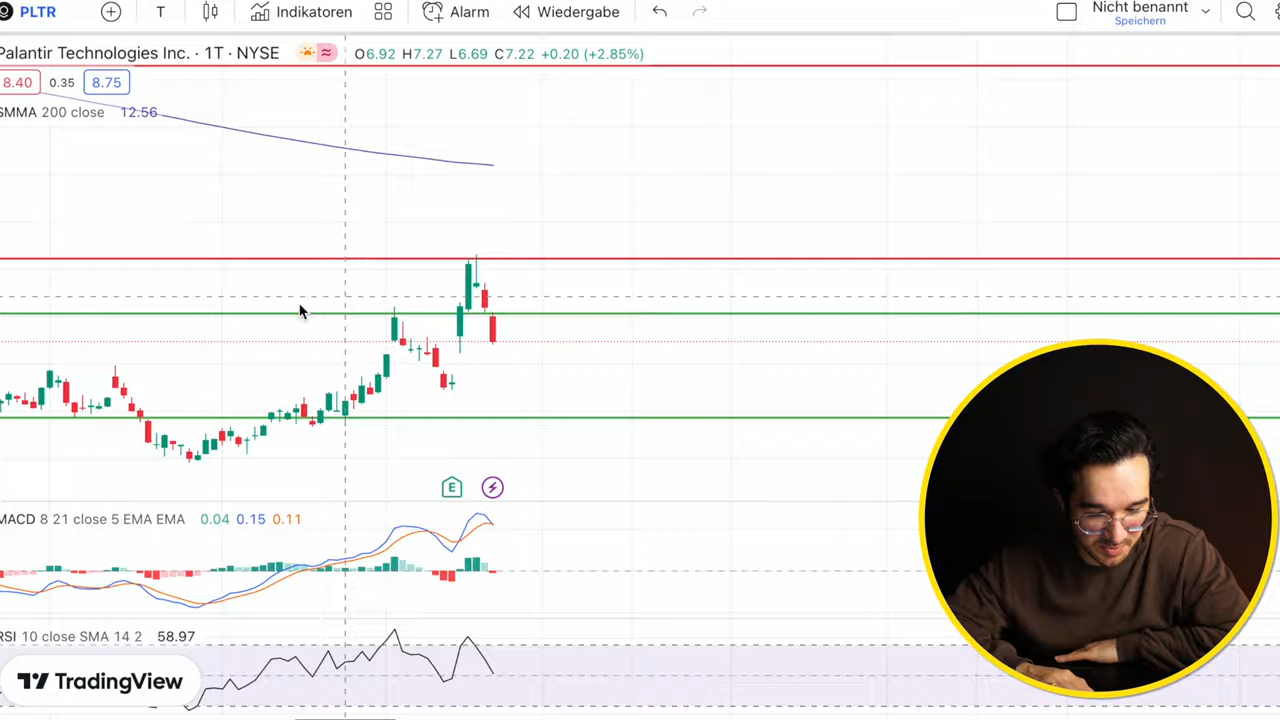 PLTR T Indikatoren Alarm Wiedergabe Nicht benannt
Speichern
Palantir Technologies Inc. · 1T · NYSE O6.92 H7.27 L6.69 C7.22 +0.20 (+2.85%)
8.40 0.35 8.75
SMMA 200 close 12.56
E
MACD 8 21 close 5 EMA EMA 0.04 0.15 0.11
RSI 10 close SMA 14 2 58.97
TradingView